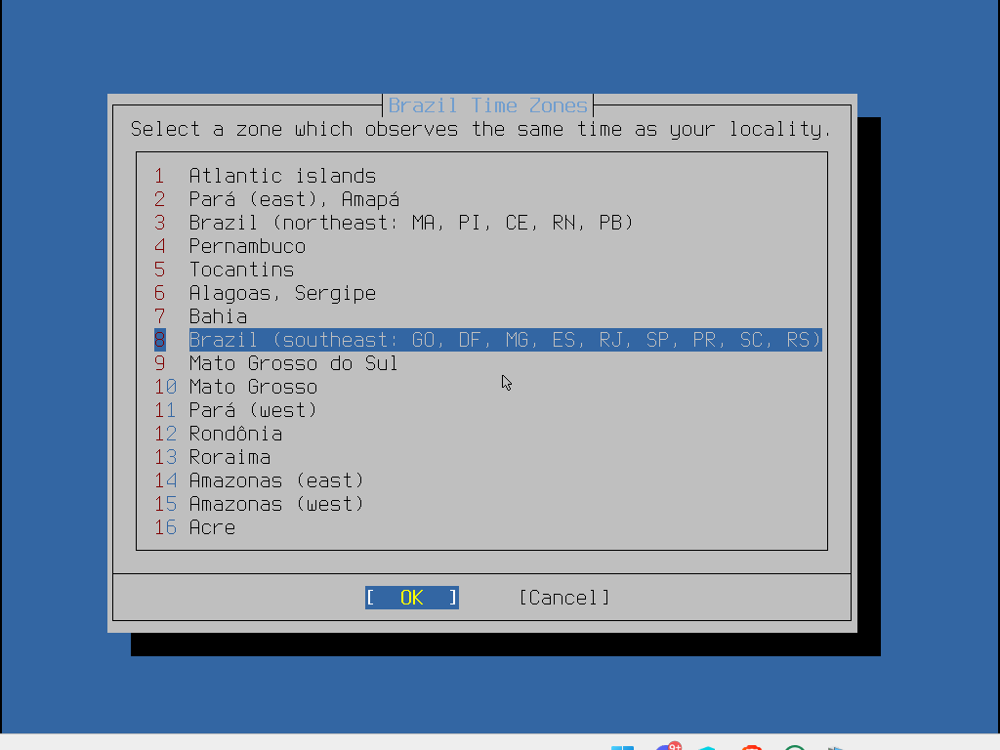 Brazil Time Zones
Select a zone which observes the same time as your locality.
1 Atlantic islands
2 Pará (east), Amapá
3 Brazil (northeast: MA, PI, CE, RN, PB)
4 Pernambuco
5 Tocantins
6 Alagoas, Sergipe
7 Bahia
8 Brazil (southeast: GO, DF, MG, ES, RJ, SP, PR, SC, RS)
9 Mato Grosso do Sul
10 Mato Grosso
11 Pará (west)
12 Rondônia
13 Roraima
14 Amazonas (east)
15 Amazonas (west)
16 Acre
[ OK ] [Cancel]
9+